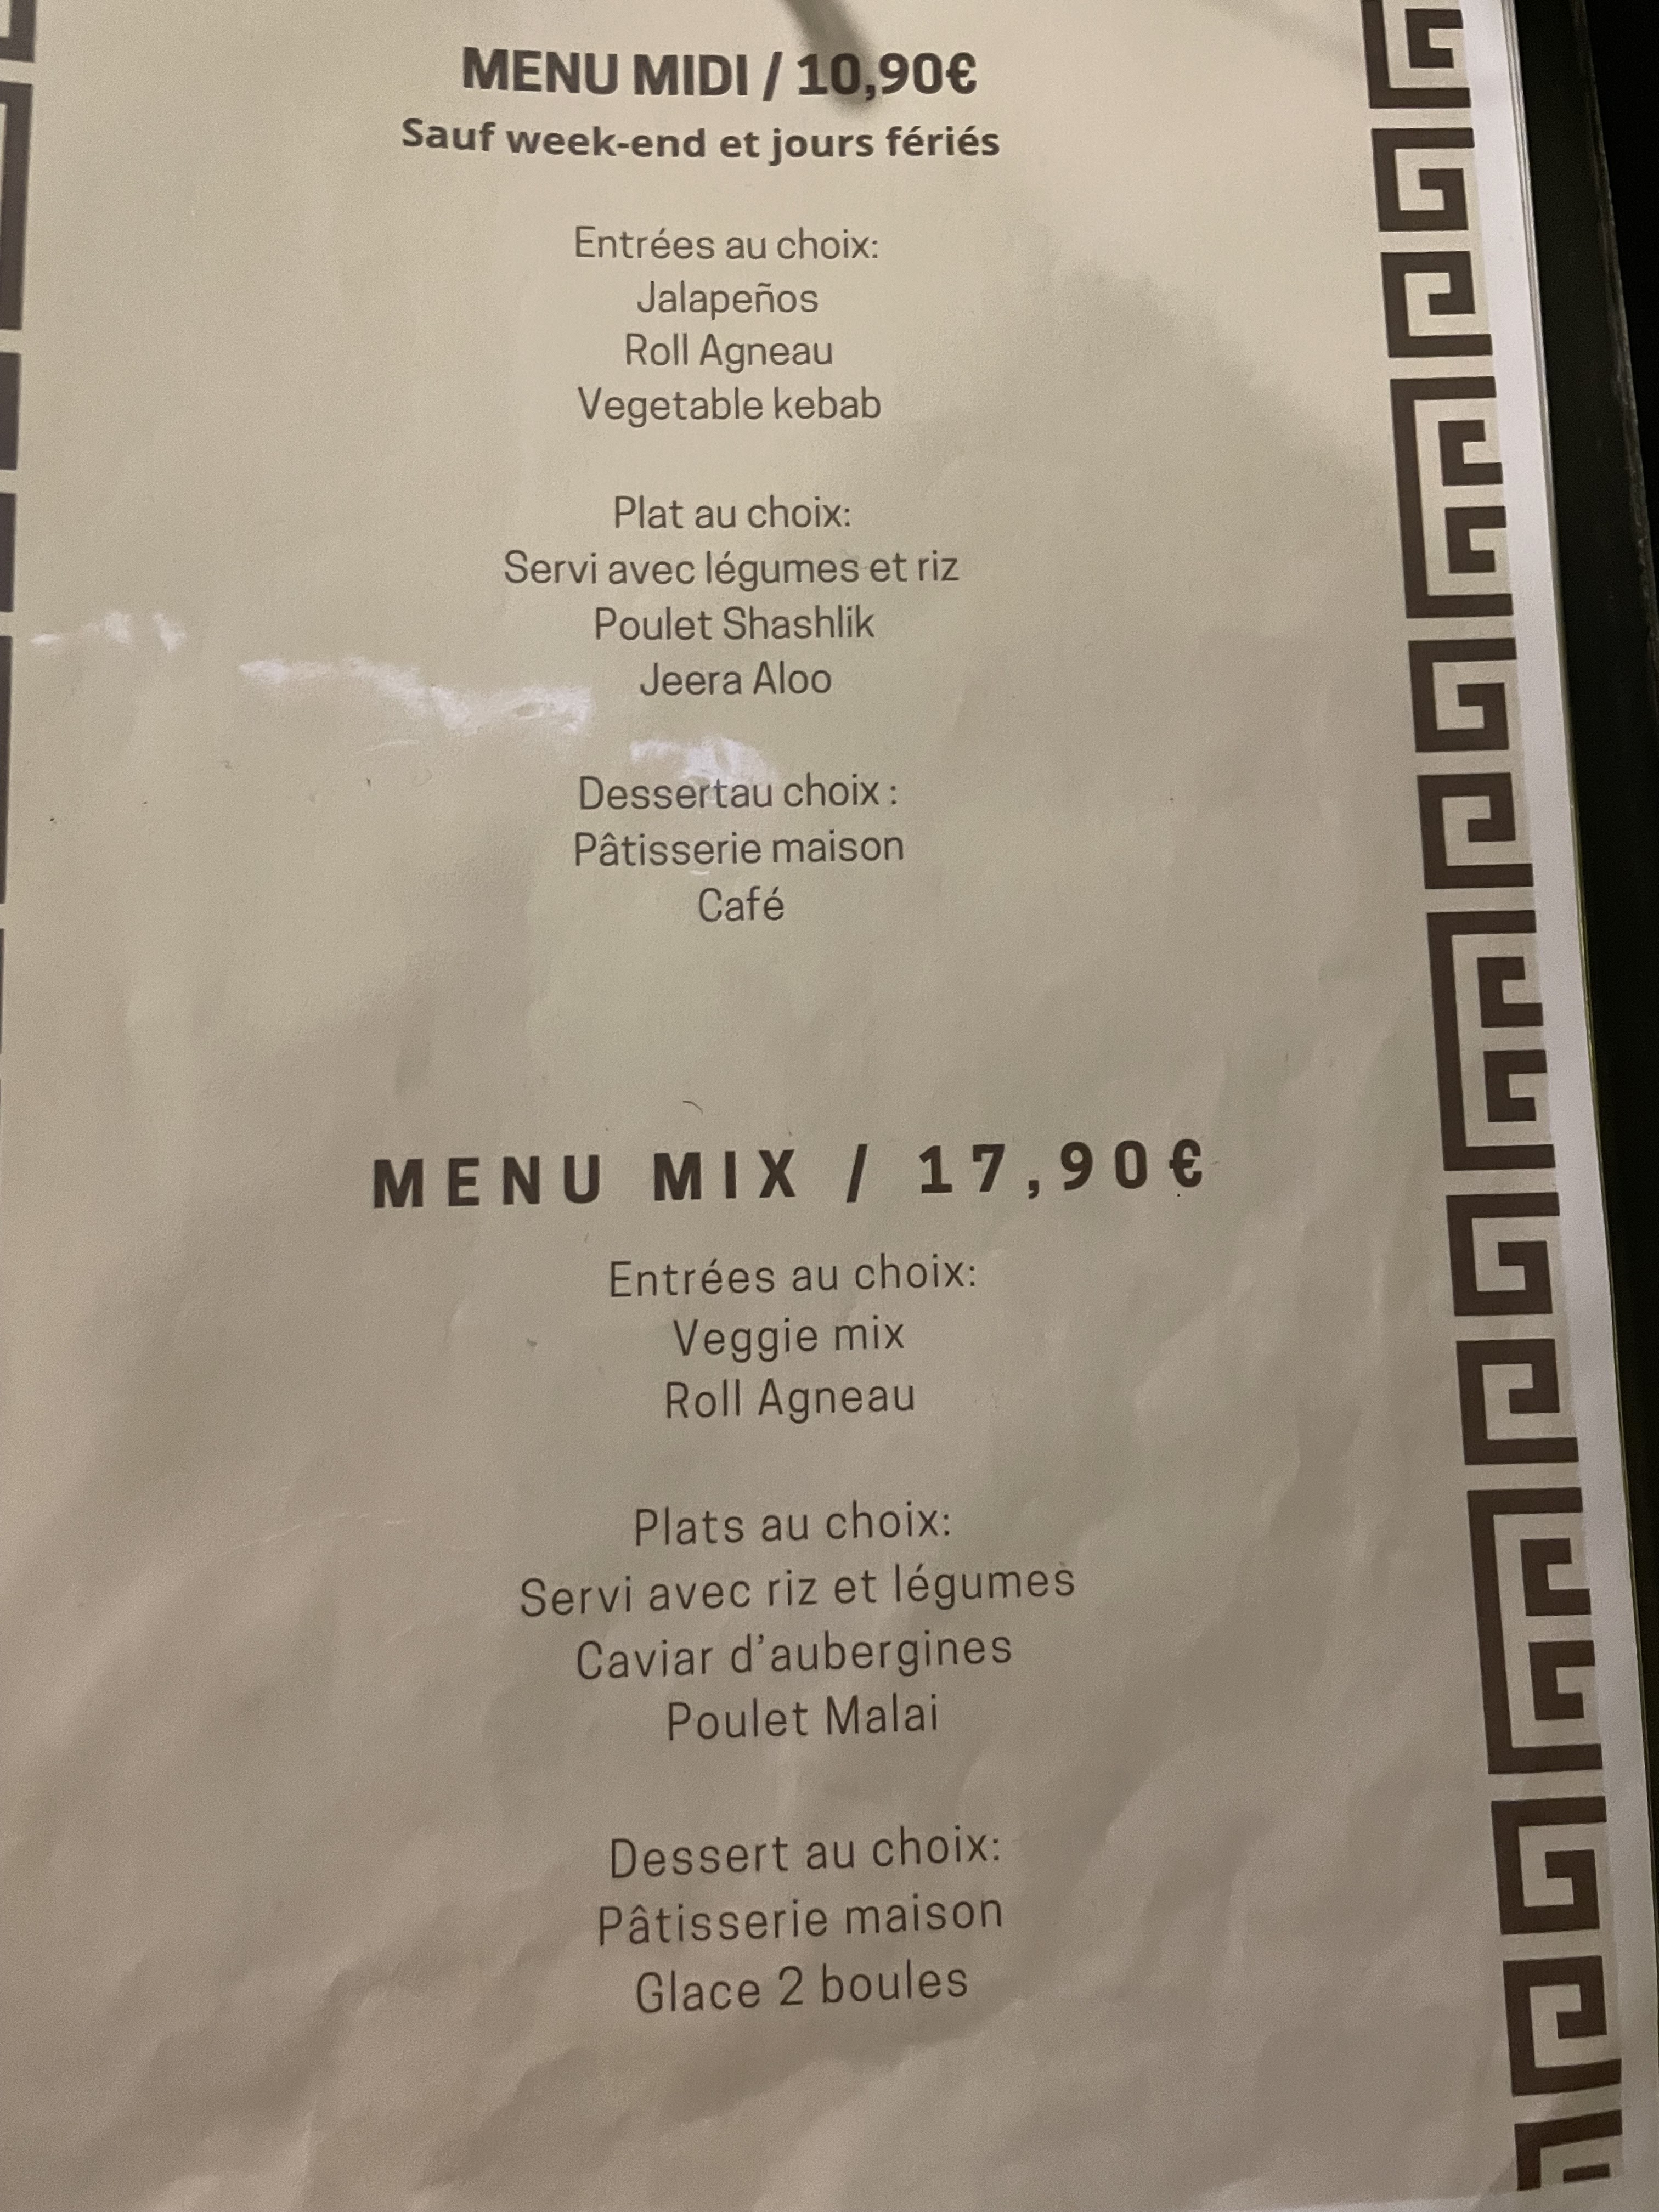 MENU MIDI / 10,90€
Sauf week-end et jours fériés
Entrées au choix:
Jalapeños
Roll Agneau
Vegetable kebab
Plat au choix:
Servi avec légumes et riz
Poulet Shashlik
Jeera Aloo
Dessertau choix :
Pâtisserie maison
Café
MENU MIX / 17,90€
Entrées au choix:
Veggie mix
Roll Agneau
Plats au choix:
Servi avec riz et légumes
Caviar d'aubergines
Poulet Malai
Dessert au choix:
Pâtisserie maison
Glace 2 boules